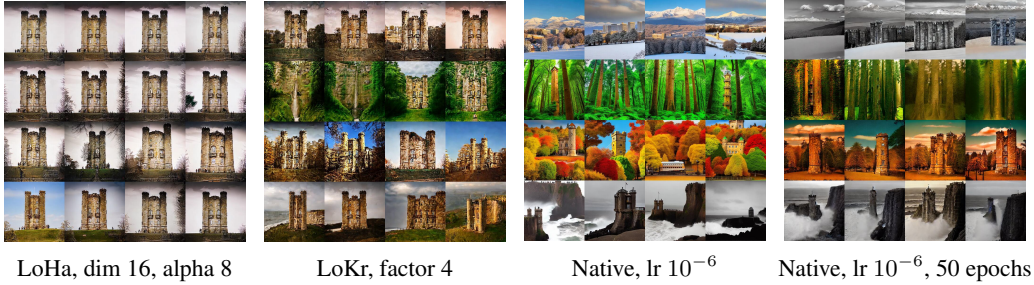 LoHa, dim 16, alpha 8
LoKr, factor 4
Native, lr 10⁻⁶
Native, lr 10⁻⁶, 50 epochs